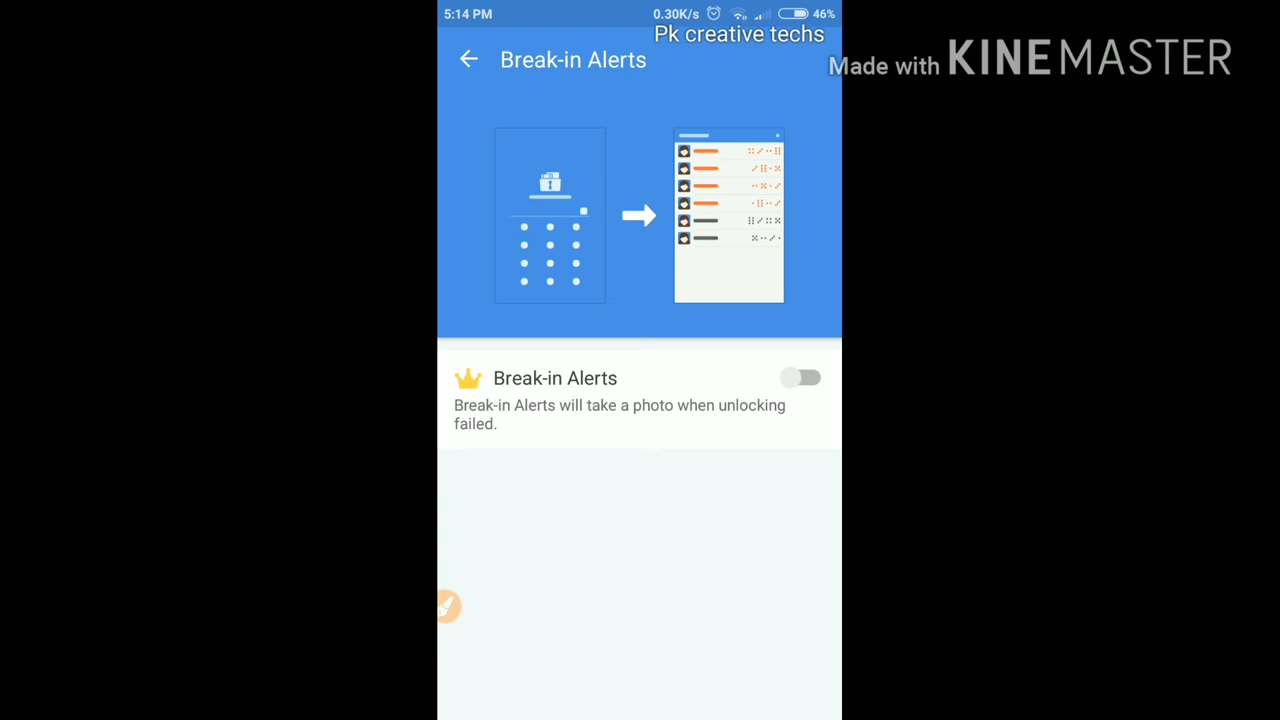 5:14 PM 0.30K/s 46%
Pk creative techs
Made with KINEMASTER
Break-in Alerts
Break-in Alerts
Break-in Alerts will take a photo when unlocking
failed.